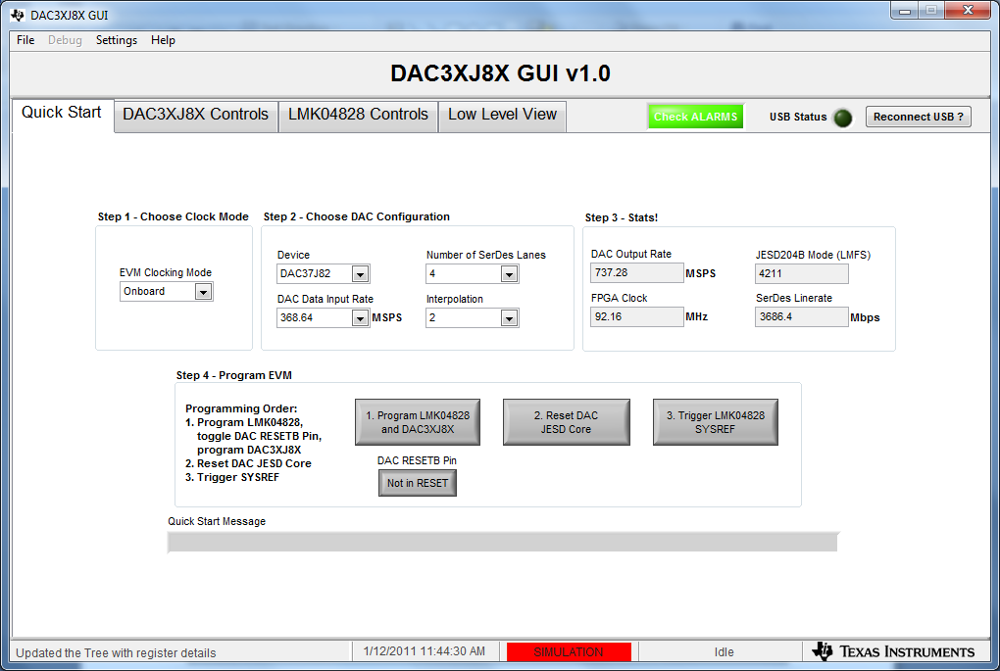 DAC3XJ8X GUI
File Debug Settings Help
DAC3XJ8X GUI v1.0
Quick Start DAC3XJ8X Controls LMK04828 Controls Low Level View Check ALARMS USB Status Reconnect USB ?
Step 1 - Choose Clock Mode
EVM Clocking Mode
Onboard
Step 2 - Choose DAC Configuration
Device
DAC37J82
Number of SerDes Lanes
4
DAC Data Input Rate
368.64 MSPS
Interpolation
2
Step 3 - Stats!
DAC Output Rate
737.28 MSPS
JESD204B Mode (LMFS)
4211
FPGA Clock
92.16 MHz
SerDes Linerate
3686.4 Mbps
Step 4 - Program EVM
Programming Order:
1. Program LMK04828,
toggle DAC RESETB Pin,
program DAC3XJ8X
2. Reset DAC JESD Core
3. Trigger SYSREF
1. Program LMK04828
and DAC3XJ8X
2. Reset DAC
JESD Core
3. Trigger LMK04828
SYSREF
DAC RESETB Pin
Not in RESET
Quick Start Message
Updated the Tree with register details 1/12/2011 11:44:30 AM SIMULATION Idle TEXAS INSTRUMENTS